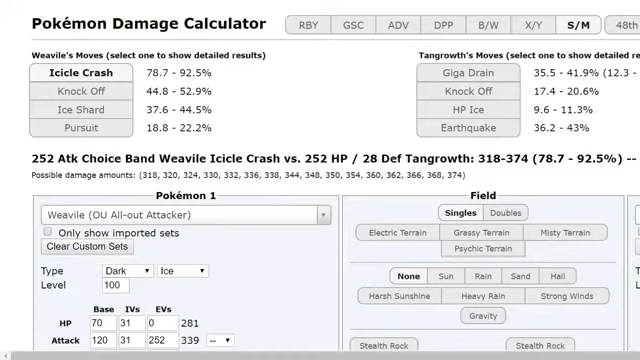 Pokémon Damage Calculator
RBY GSC ADV DPP B/W X/Y S/M 48th
Weavile's Moves (select one to show detailed results)
Icicle Crash 78.7 - 92.5%
Knock Off 44.8 - 52.9%
Ice Shard 37.6 - 44.5%
Pursuit 18.8 - 22.2%
Tangrowth's Moves (select one to show detailed results
Giga Drain 35.5 - 41.9% (12.3 -
Knock Off 17.4 - 20.6%
HP Ice 9.6 - 11.3%
Earthquake 36.2 - 43%
252 Atk Choice Band Weavile Icicle Crash vs. 252 HP / 28 Def Tangrowth: 318-374 (78.7 - 92.5%) --
Possible damage amounts: (318, 320, 324, 330, 332, 336, 338, 344, 348, 350, 354, 360, 362, 366, 368, 374)
Pokémon 1
Weavile (OU All-out Attacker)
Only show imported sets
Clear Custom Sets
Type Dark Ice
Level 100
Base IVs EVs
HP 70 31 0 281
Attack 120 31 252 339 --
Field
Singles Doubles
Electric Terrain Grassy Terrain Misty Terrain
Psychic Terrain
None Sun Rain Sand Hail
Harsh Sunshine Heavy Rain Strong Winds
Gravity
Stealth Rock Stealth Rock